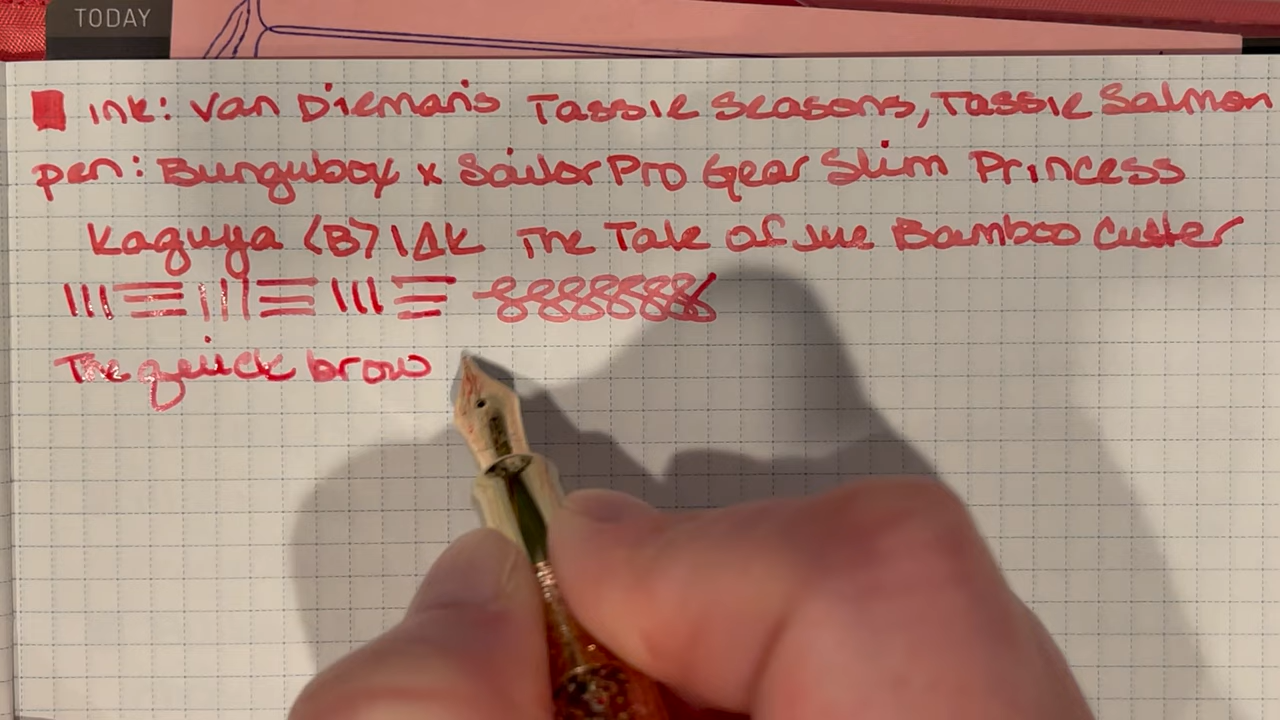 TODAY
ink: Van Dieman's Tassie Seasons, Tassie Salmon
pen: Bungubox x Sailor Pro Gear Slim Princess
Kaguya <B> 14k The Tale of the Bamboo Cutter
The quick brow